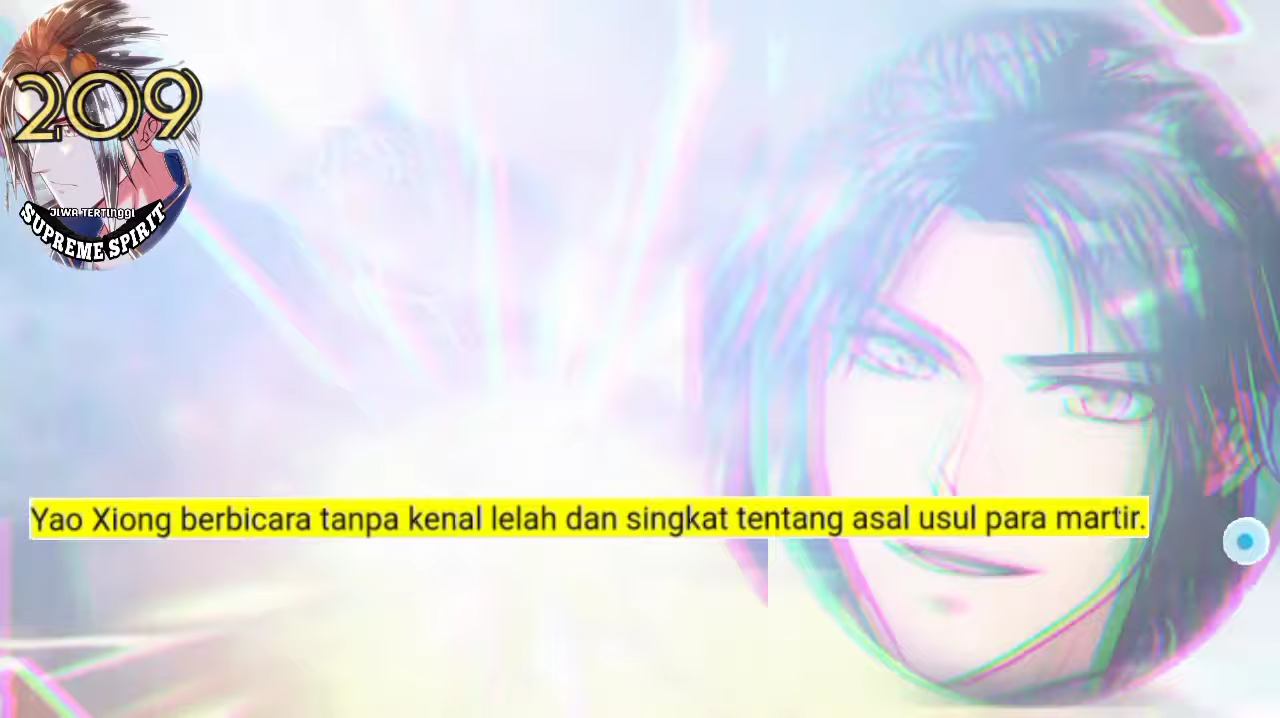 209
JIWA TERTINGGI
SUPREME SPIRIT
Yao Xiong berbicara tanpa kenal lelah dan singkat tentang asal usul para martir.